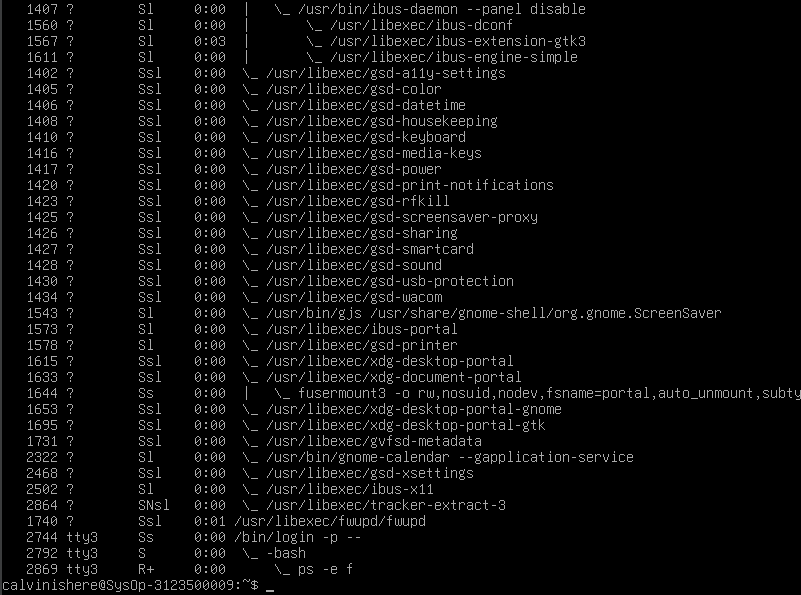 1407 ?        Sl     0:00  |   \_ /usr/bin/ibus-daemon --panel disable
1560 ?        Sl     0:00  |       \_ /usr/libexec/ibus-dconf
1567 ?        Sl     0:03  |       \_ /usr/libexec/ibus-extension-gtk3
1611 ?        Sl     0:00  |       \_ /usr/libexec/ibus-engine-simple
1402 ?        Ssl    0:00  \_ /usr/libexec/gsd-a11y-settings
1405 ?        Ssl    0:00  \_ /usr/libexec/gsd-color
1406 ?        Ssl    0:00  \_ /usr/libexec/gsd-datetime
1408 ?        Ssl    0:00  \_ /usr/libexec/gsd-housekeeping
1410 ?        Ssl    0:00  \_ /usr/libexec/gsd-keyboard
1416 ?        Ssl    0:00  \_ /usr/libexec/gsd-media-keys
1417 ?        Ssl    0:00  \_ /usr/libexec/gsd-power
1420 ?        Ssl    0:00  \_ /usr/libexec/gsd-print-notifications
1423 ?        Ssl    0:00  \_ /usr/libexec/gsd-rfkill
1425 ?        Ssl    0:00  \_ /usr/libexec/gsd-screensaver-proxy
1426 ?        Ssl    0:00  \_ /usr/libexec/gsd-sharing
1427 ?        Ssl    0:00  \_ /usr/libexec/gsd-smartcard
1428 ?        Ssl    0:00  \_ /usr/libexec/gsd-sound
1430 ?        Ssl    0:00  \_ /usr/libexec/gsd-usb-protection
1434 ?        Ssl    0:00  \_ /usr/libexec/gsd-wacom
1543 ?        Sl     0:00  \_ /usr/bin/gjs /usr/share/gnome-shell/org.gnome.ScreenSaver
1573 ?        Sl     0:00  \_ /usr/libexec/ibus-portal
1578 ?        Sl     0:00  \_ /usr/libexec/gsd-printer
1615 ?        Ssl    0:00  \_ /usr/libexec/xdg-desktop-portal
1633 ?        Ssl    0:00  \_ /usr/libexec/xdg-document-portal
1644 ?        Ss     0:00  |   \_ fusermount3 -o rw,nosuid,nodev,fsname=portal,auto_unmount,subty
1653 ?        Ssl    0:00  \_ /usr/libexec/xdg-desktop-portal-gnome
1695 ?        Ssl    0:00  \_ /usr/libexec/xdg-desktop-portal-gtk
1731 ?        Ssl    0:00  \_ /usr/libexec/gvfsd-metadata
2322 ?        Sl     0:00  \_ /usr/bin/gnome-calendar --gapplication-service
2468 ?        Ssl    0:00  \_ /usr/libexec/gsd-xsettings
2502 ?        Sl     0:00  \_ /usr/libexec/ibus-x11
2864 ?        SNsl   0:00  \_ /usr/libexec/tracker-extract-3
1740 ?        Ssl    0:01 /usr/libexec/fwupd/fwupd
2744 tty3     Ss     0:00 /bin/login -p --
2792 tty3     S      0:00  \_ -bash
2869 tty3     R+     0:00      \_ ps -e f
calvinishere@SysOp-3123500009:~$ _